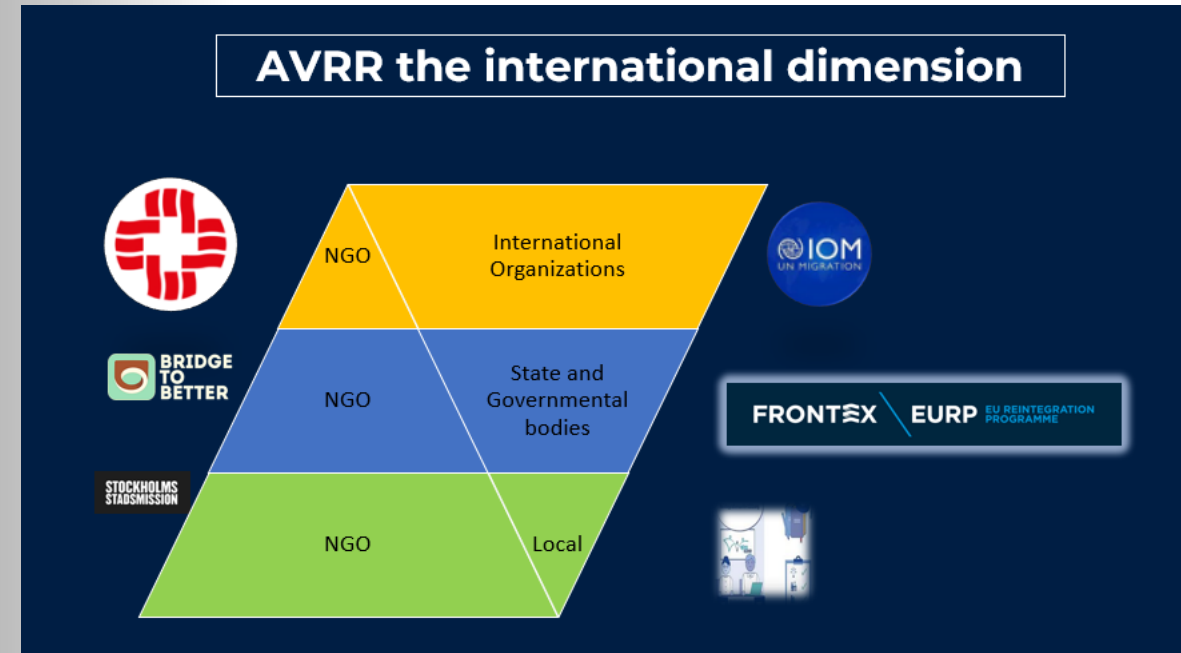 AVRR the international dimension
NGO
International
Organizations
IOM
UN MIGRATION
BRIDGE
TO
BETTER
NGO
State and
Governmental
bodies
FRONTEX
EURP
EU REINTEGRATION
PROGRAMME
STOCKHOLMS
STADSMISSION
NGO
Local